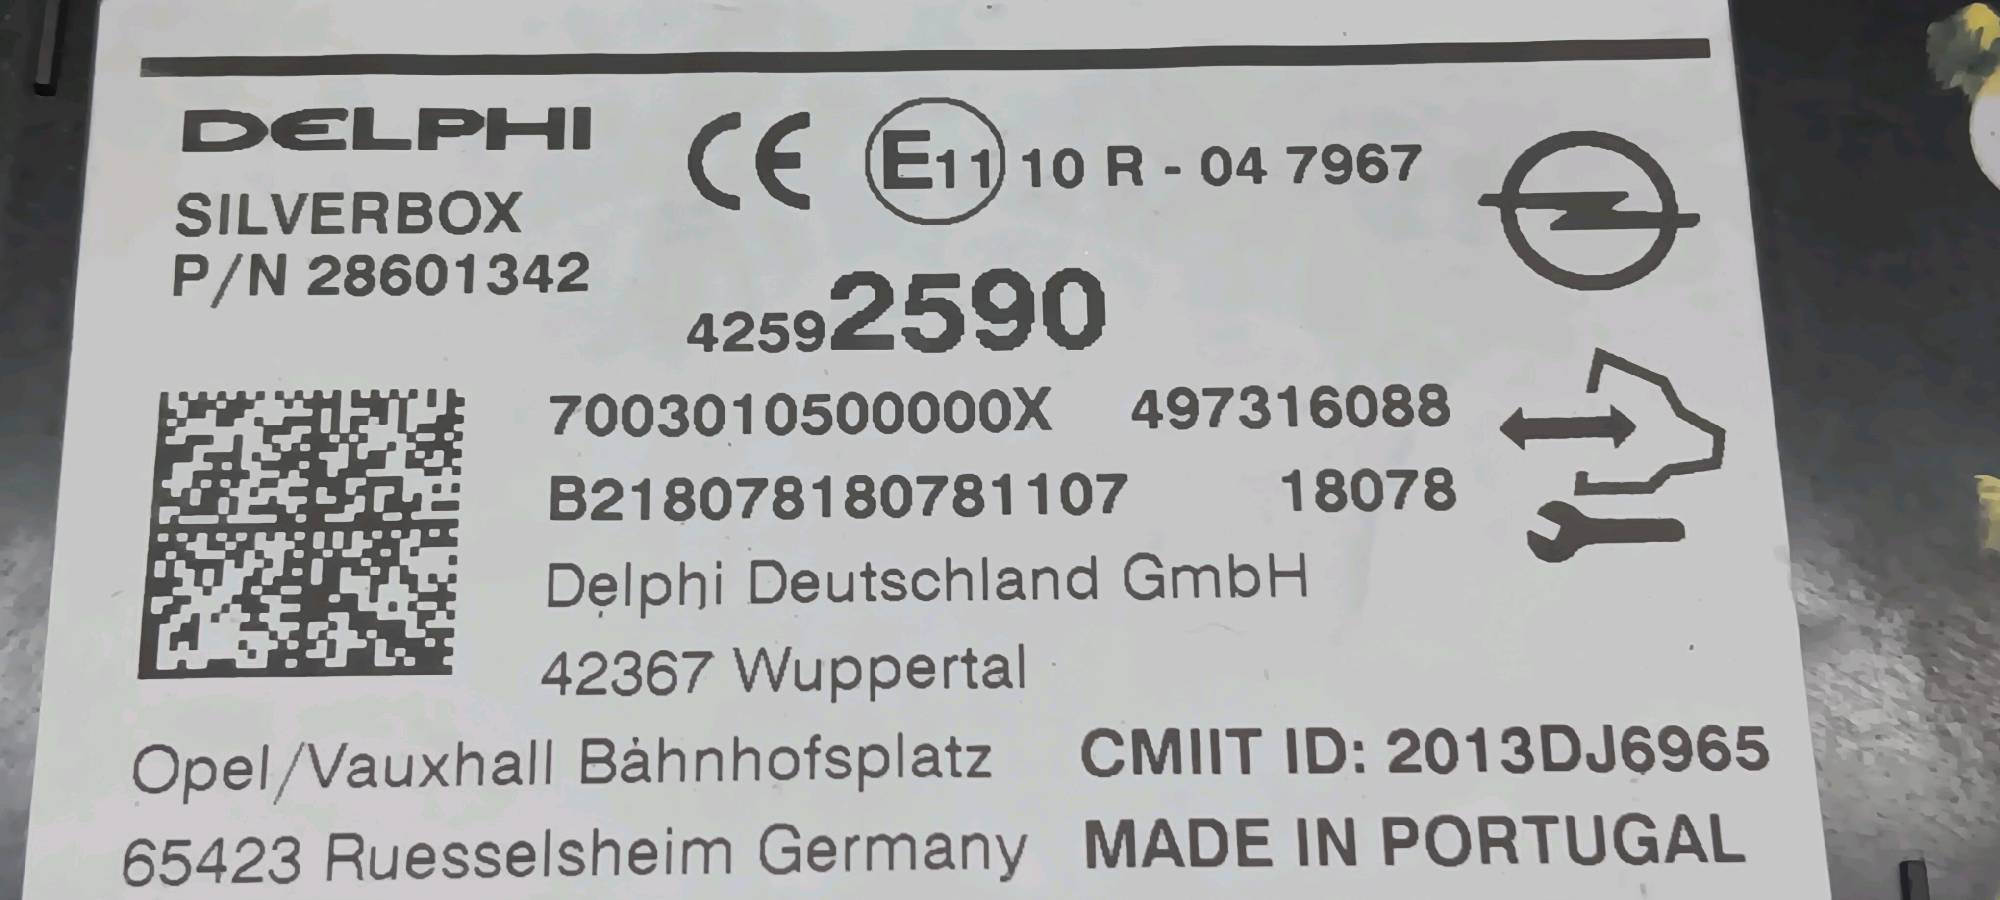 DELPHI
CE E11 10 R - 04 7967
SILVERBOX
P/N 28601342
42592590
7003010500000X 497316088
B218078180781107 18078
Delphi Deutschland GmbH
42367 Wuppertal
Opel/Vauxhall Bahnhofsplatz CMIIT ID: 2013DJ6965
65423 Ruesselsheim Germany MADE IN PORTUGAL